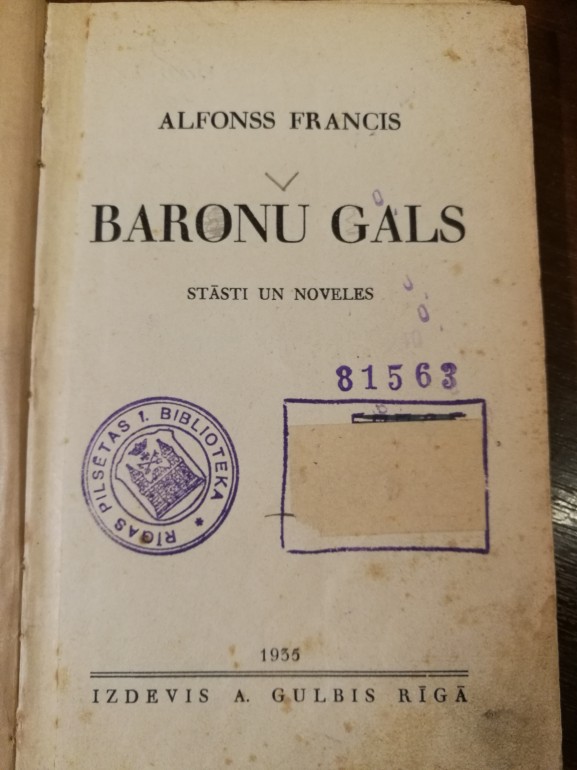 ALFONSS FRANCIS
BARONU GALS
STĀSTI UN NOVELES
81563
RĪGAS PILSĒTAS 1. BIBLIOTEKA
1935
IZDEVIS A. GULBIS RĪGĀ